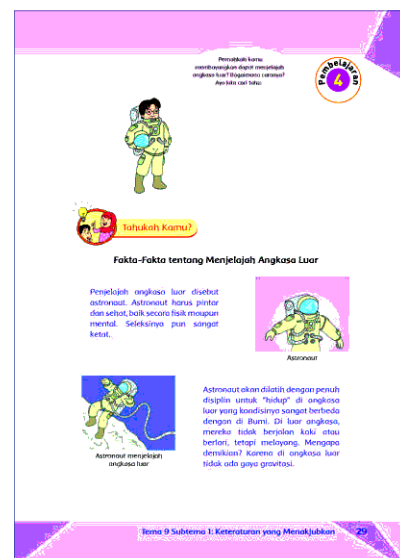 Pernahkah kamu
membayangkan dapat menjelajah
angkasa luar? Bagaimana caranya?
Ayo kita cari tahu.
Pembelajaran
4
Tahukah Kamu?
Fakta-Fakta tentang Menjelajah Angkasa Luar
Penjelajah angkasa luar disebut
astronaut. Astronaut harus pintar
dan sehat, baik secara fisik maupun
mental. Seleksinya pun sangat
ketat.
Astronaut
Astronaut menjelajah
angkasa luar
Astronaut akan dilatih dengan penuh
disiplin untuk "hidup" di angkasa
luar yang kondisinya sangat berbeda
dengan di Bumi. Di luar angkasa,
mereka tidak berjalan kaki atau
berlari, tetapi melayang. Mengapa
demikian? Karena di angkasa luar
tidak ada gaya gravitasi.
Tema 9 Subtema 1: Keteraturan yang Menakjubkan
29